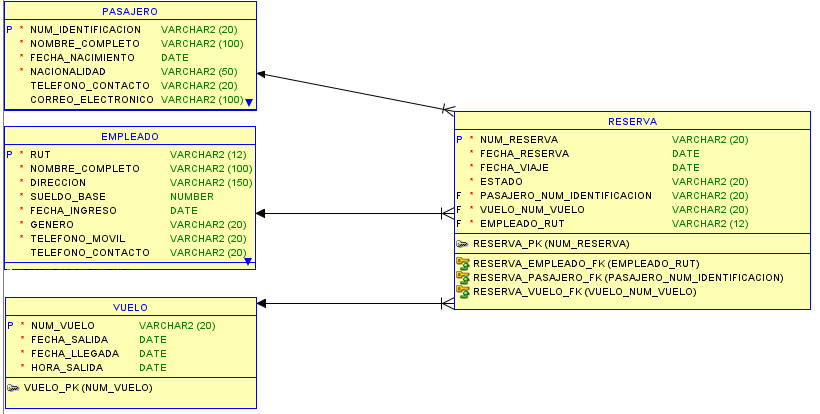 PASAJERO
P * NUM_IDENTIFICACION VARCHAR2 (20)
* NOMBRE_COMPLETO VARCHAR2 (100)
* FECHA_NACIMIENTO DATE
* NACIONALIDAD VARCHAR2 (50)
TELEFONO_CONTACTO VARCHAR2 (20)
CORREO_ELECTRONICO VARCHAR2 (100)
EMPLEADO
P * RUT VARCHAR2 (12)
* NOMBRE_COMPLETO VARCHAR2 (100)
* DIRECCION VARCHAR2 (150)
* SUELDO_BASE NUMBER
* FECHA_INGRESO DATE
* GENERO VARCHAR2 (20)
* TELEFONO_MOVIL VARCHAR2 (20)
TELEFONO_CONTACTO VARCHAR2 (20)
VUELO
P * NUM_VUELO VARCHAR2 (20)
* FECHA_SALIDA DATE
* FECHA_LLEGADA DATE
* HORA_SALIDA DATE
VUELO_PK (NUM_VUELO)
RESERVA
P * NUM_RESERVA VARCHAR2 (20)
* FECHA_RESERVA DATE
* FECHA_VIAJE DATE
* ESTADO VARCHAR2 (20)
F * PASAJERO_NUM_IDENTIFICACION VARCHAR2 (20)
F * VUELO_NUM_VUELO VARCHAR2 (20)
F * EMPLEADO_RUT VARCHAR2 (12)
RESERVA_PK (NUM_RESERVA)
RESERVA_EMPLEADO_FK (EMPLEADO_RUT)
RESERVA_PASAJERO_FK (PASAJERO_NUM_IDENTIFICACION)
RESERVA_VUELO_FK (VUELO_NUM_VUELO)